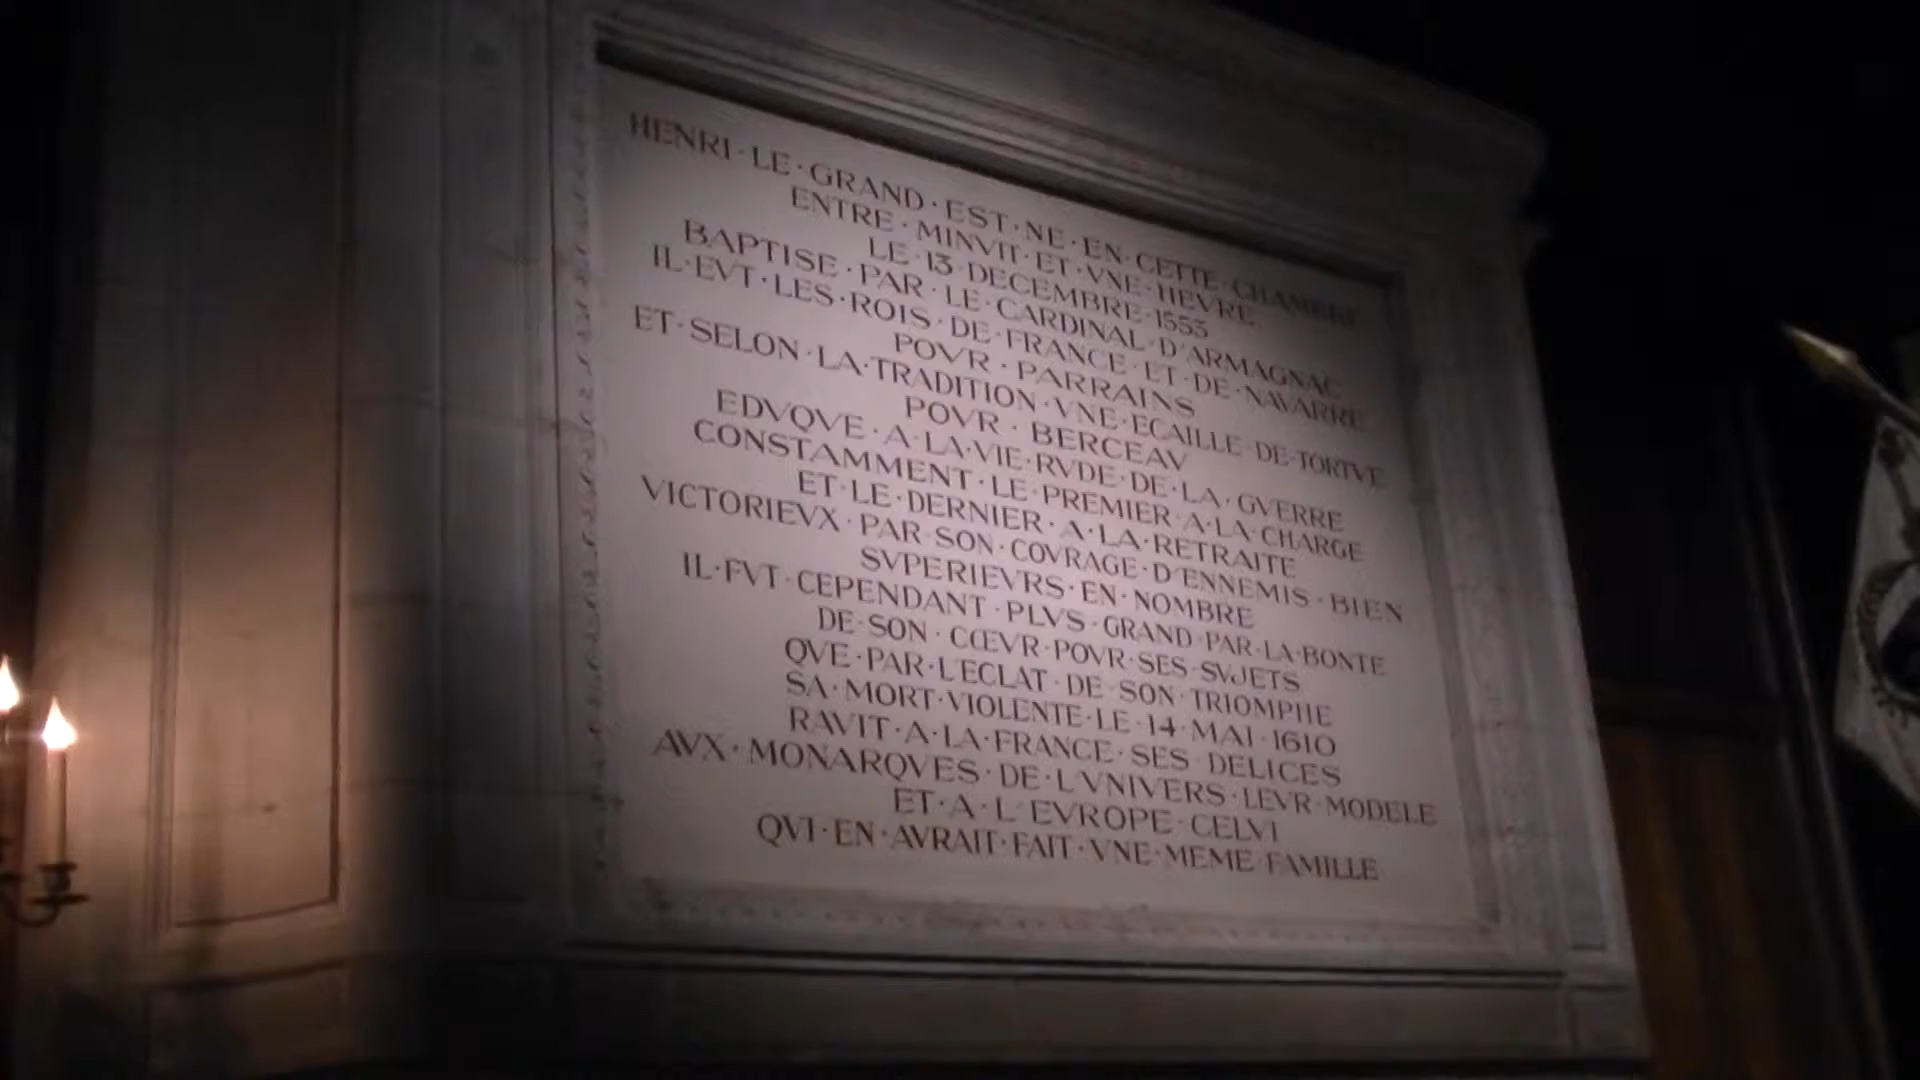 HENRI·LE·GRAND·EST·NE·EN·CETTE·CHAMBRE
ENTRE·MINVIT·ET·VNE·HEVRE
LE·13·DECEMBRE·1553
BAPTISE·PAR·LE·CARDINAL·D'ARMAGNAC
IL·EVT·LES·ROIS·DE·FRANCE·ET·DE·NAVARRE
POVR·PARRAINS
ET·SELON·LA·TRADITION·VNE·ECAILLE·DE·TORTVE
POVR·BERCEAV
EDVQVE·A·LA·VIE·RVDE·DE·LA·GVERRE
CONSTAMMENT·LE·PREMIER·A·LA·CHARGE
ET·LE·DERNIER·A·LA·RETRAITE
VICTORIEVX·PAR·SON·COVRAGE·D'ENNEMIS·BIEN
SVPERIEVRS·EN·NOMBRE
IL·FVT·CEPENDANT·PLVS·GRAND·PAR·LA·BONTE
DE·SON·CŒVR·POVR·SES·SVJETS
QVE·PAR·L'ECLAT·DE·SON·TRIOMPHE
SA·MORT·VIOLENTE·LE·14·MAI·1610
RAVIT·A·LA·FRANCE·SES·DELICES
AVX·MONARQVES·DE·L'VNIVERS·LEVR·MODELE
ET·A·L'EVROPE·CELVI
QVI·EN·AVRAIT·FAIT·VNE·MEME·FAMILLE